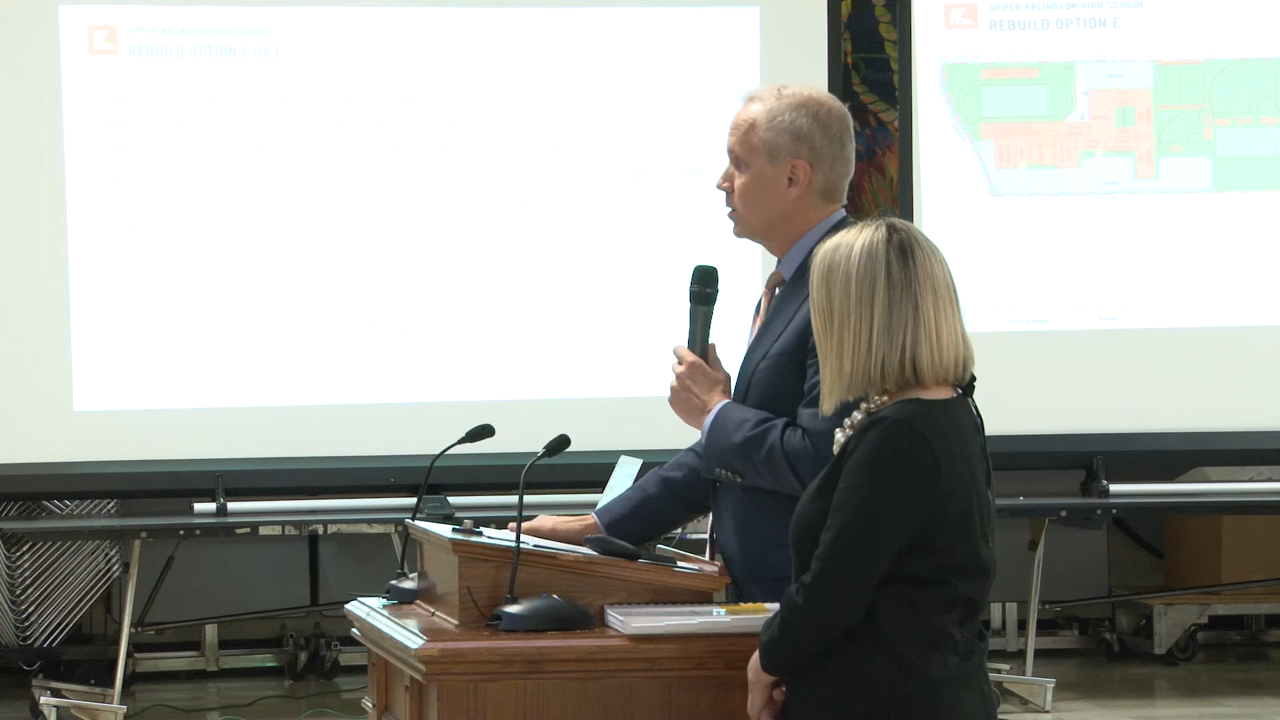 UPPER ARLINGTON HIGH SCHOOL
REBUILD OPTION E OR F
UPPER ARLINGTON HIGH SCHOOL
REBUILD OPTION E